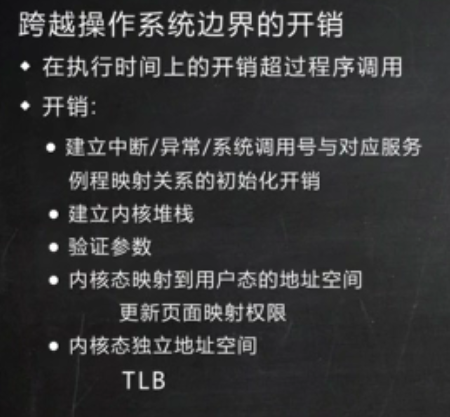 跨越操作系统边界的开销
在执行时间上的开销超过程序调用
开销:
建立中断/异常/系统调用号与对应服务
例程映射关系的初始化开销
建立内核堆栈
验证参数
内核态映射到用户态的地址空间
更新页面映射权限
内核态独立地址空间
TLB